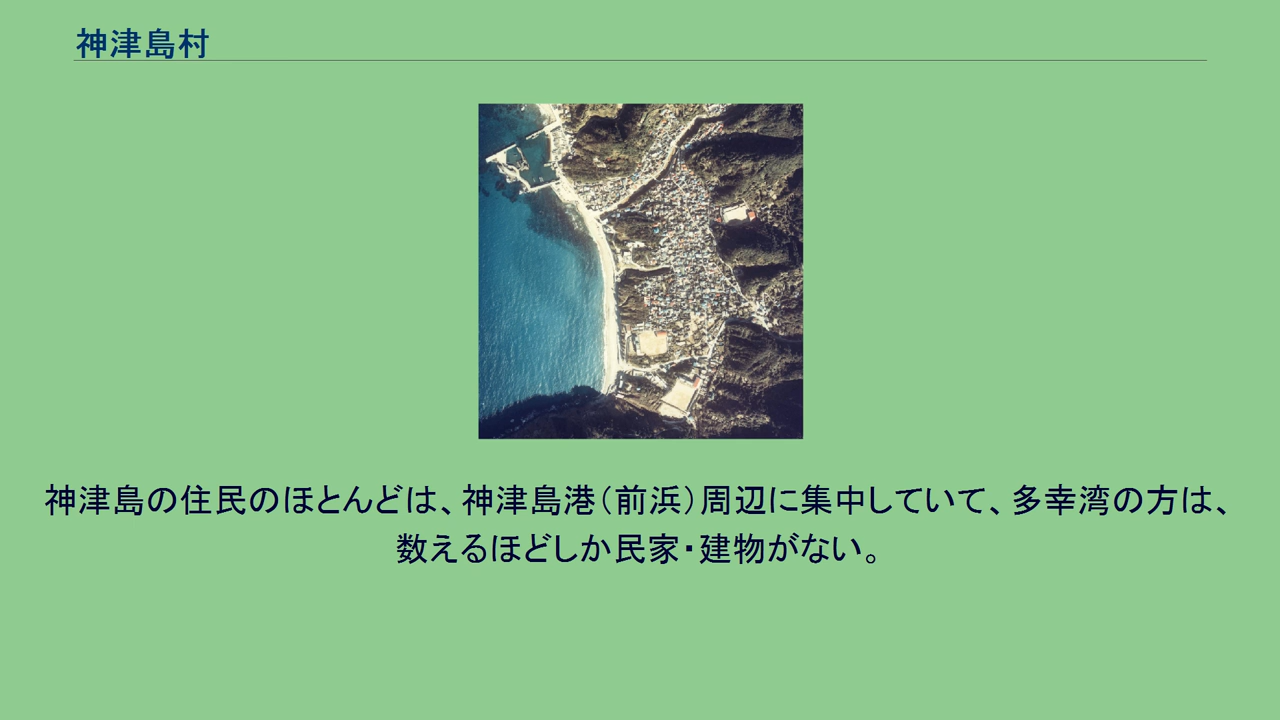 神津島村
神津島の住民のほとんどは、神津島港（前浜）周辺に集中していて、多幸湾の方は、
数えるほどしか民家・建物がない。